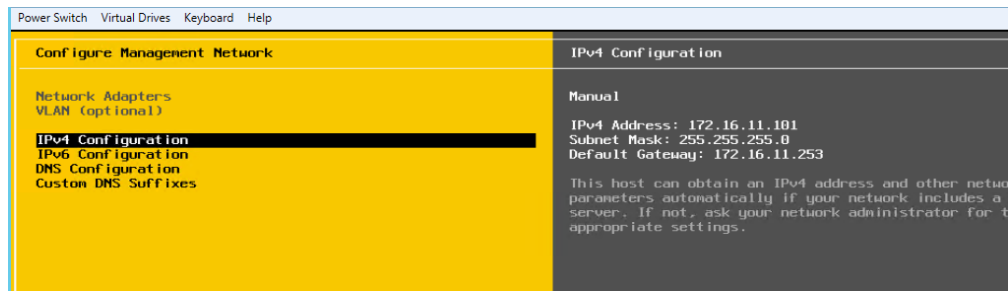 Power Switch Virtual Drives Keyboard Help
Configure Management Network
Network Adapters
VLAN (optional)
IPv4 Configuration
IPv6 Configuration
DNS Configuration
Custom DNS Suffixes
IPv4 Configuration
Manual
IPv4 Address: 172.16.11.101
Subnet Mask: 255.255.255.0
Default Gateway: 172.16.11.253
This host can obtain an IPv4 address and other
parameters automatically if your network includes a
server. If not, ask your network administrator for
appropriate settings.